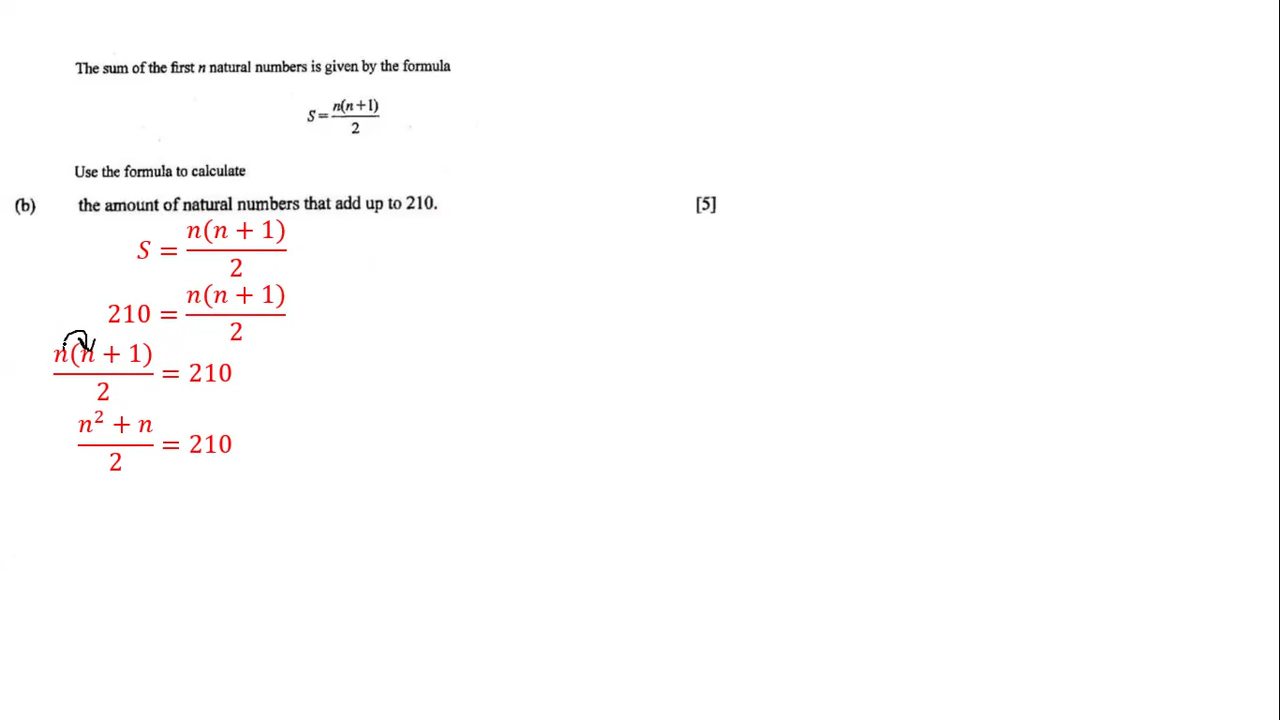 The sum of the first n natural numbers is given by the formula
S = n(n+1)/2
Use the formula to calculate
(b) the amount of natural numbers that add up to 210. [5]
S = n(n + 1)/2
210 = n(n + 1)/2
n(n + 1)/2 = 210
n² + n/2 = 210